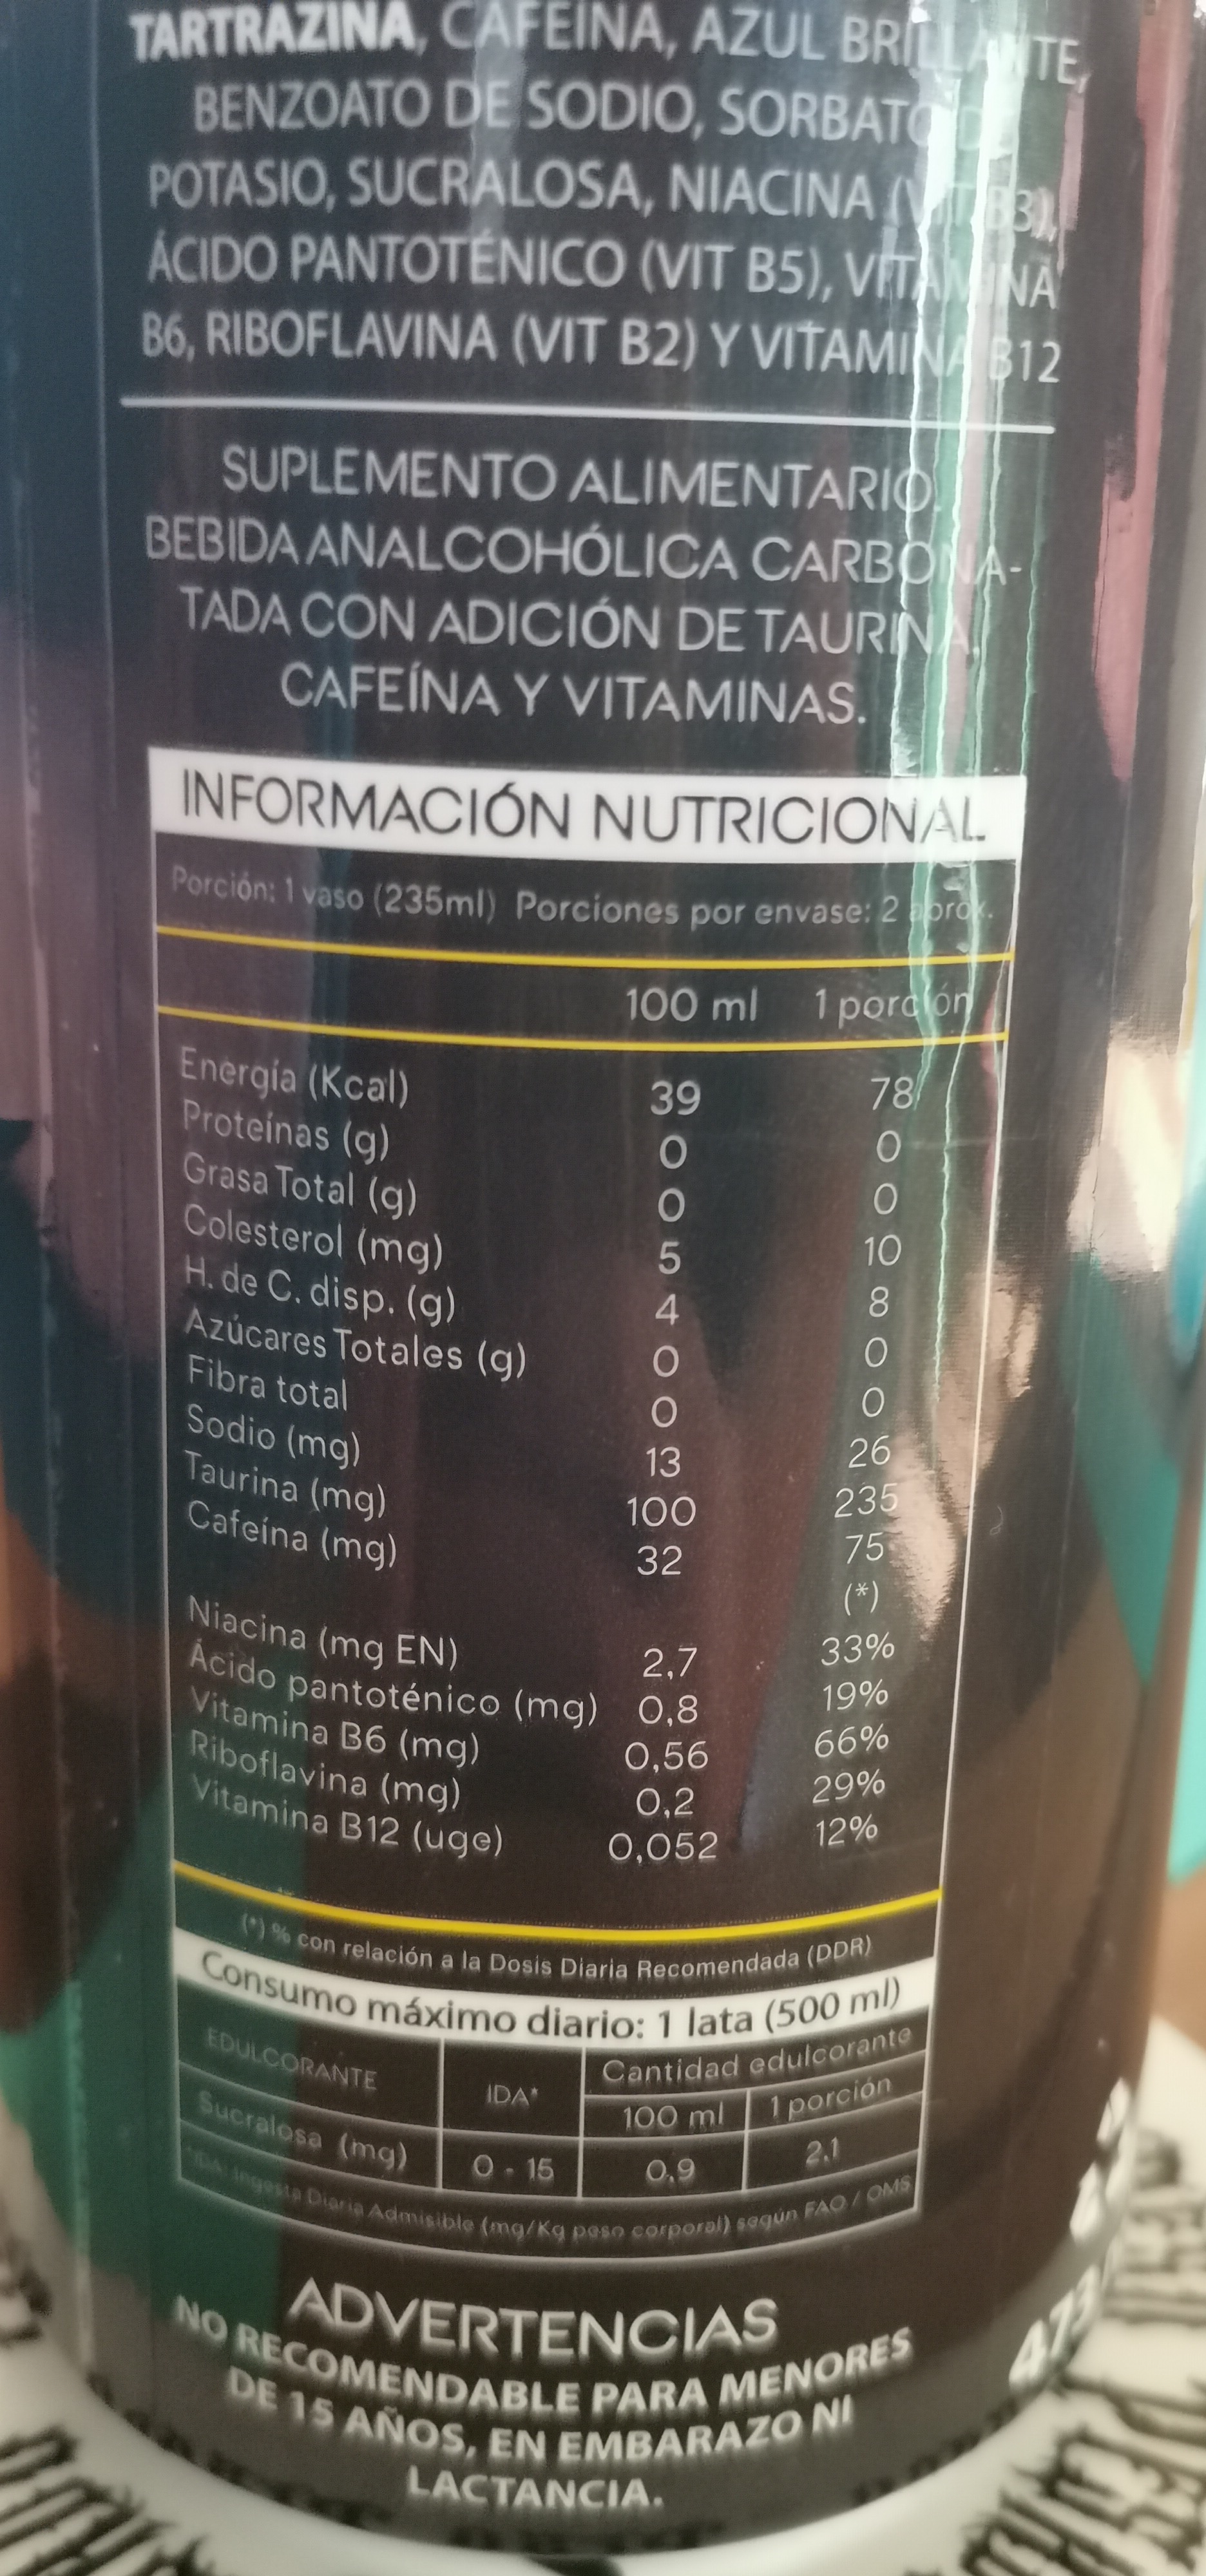 TARTRAZINA, CAFEÍNA, AZUL BRILLANTE,
BENZOATO DE SODIO, SORBATO DE
POTASIO, SUCRALOSA, NIACINA (VIT B3),
ÁCIDO PANTOTÉNICO (VIT B5), VITAMINA
B6, RIBOFLAVINA (VIT B2) Y VITAMINA B12
SUPLEMENTO ALIMENTARIO.
BEBIDA ANALCOHÓLICA CARBONA-
TADA CON ADICIÓN DE TAURINA,
CAFEÍNA Y VITAMINAS.
INFORMACIÓN NUTRICIONAL
Porción: 1 vaso (235ml) Porciones por envase: 2 aprox.
100 ml 1 porción
Energía (Kcal) 39 78
Proteínas (g) 0 0
Grasa Total (g) 0 0
Colesterol (mg) 5 10
H. de C. disp. (g) 4 8
Azúcares Totales (g) 0 0
Fibra total 0 0
Sodio (mg) 13 26
Taurina (mg) 100 235
Cafeína (mg) 32 75
(*)
Niacina (mg EN) 2,7 33%
Ácido pantoténico (mg) 0,8 19%
Vitamina B6 (mg) 0,56 66%
Riboflavina (mg) 0,2 29%
Vitamina B12 (uge) 0,052 12%
(*) % con relación a la Dosis Diaria Recomendada (DDR)
Consumo máximo diario: 1 lata (500 ml)
EDULCORANTE IDA* Cantidad edulcorante
100 ml 1 porción
Sucralosa (mg) 0 - 15 0,9 2.1
*IDA: Ingesta Diaria Admisible (mg/Kg peso corporal) según FAO / OMS
ADVERTENCIAS
NO RECOMENDABLE PARA MENORES
DE 15 AÑOS, EN EMBARAZO NI
LACTANCIA.
473